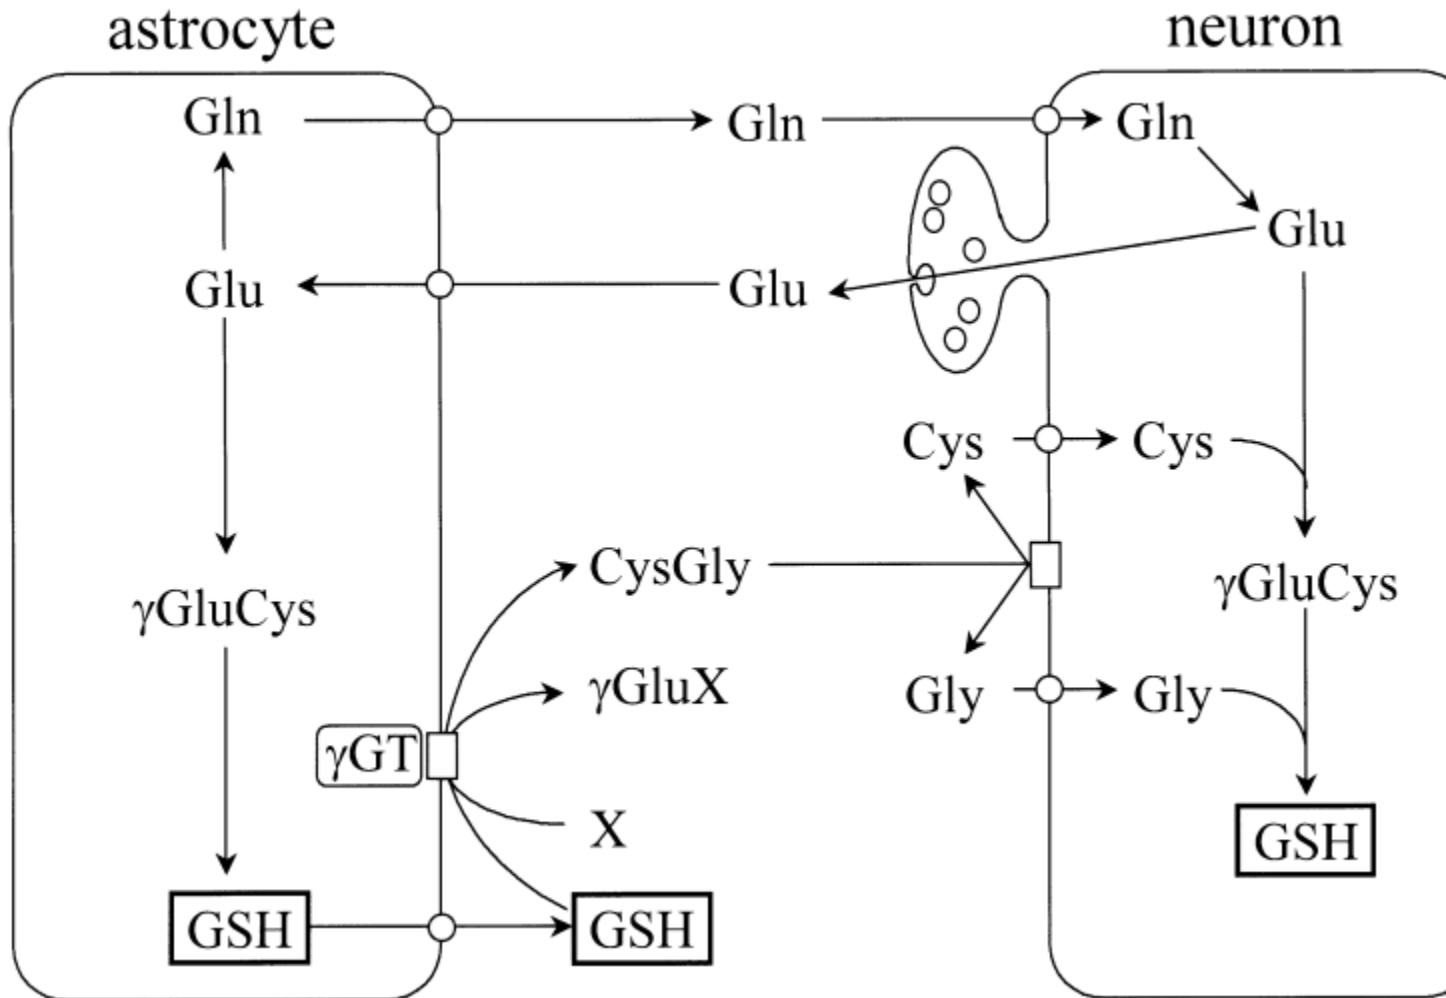 astrocyte
neuron
Gln
Gln
Gln
Glu
Glu
Glu
Cys
Cys
CysGly
γGluCys
γGluCys
γGluX
Gly
Gly
γGT
X
GSH
GSH
GSH